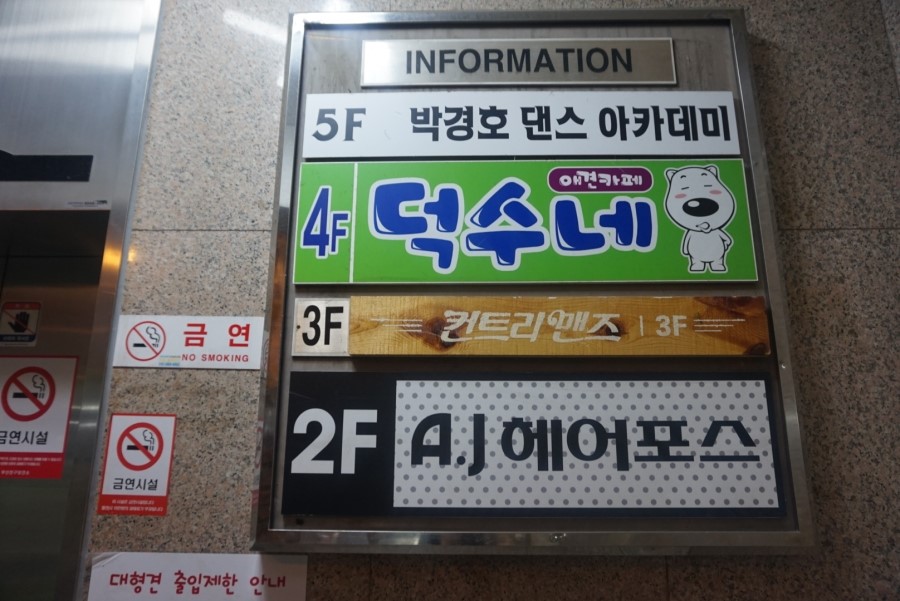 INFORMATION
5F 박경호 댄스 아카데미
애견카페
4F 덕수네
3F 컨트리맨즈 | 3F
2F A.J 헤어포스
금연
NO SMOKING
금연시설
금연시설
대형견 출입제한 안내